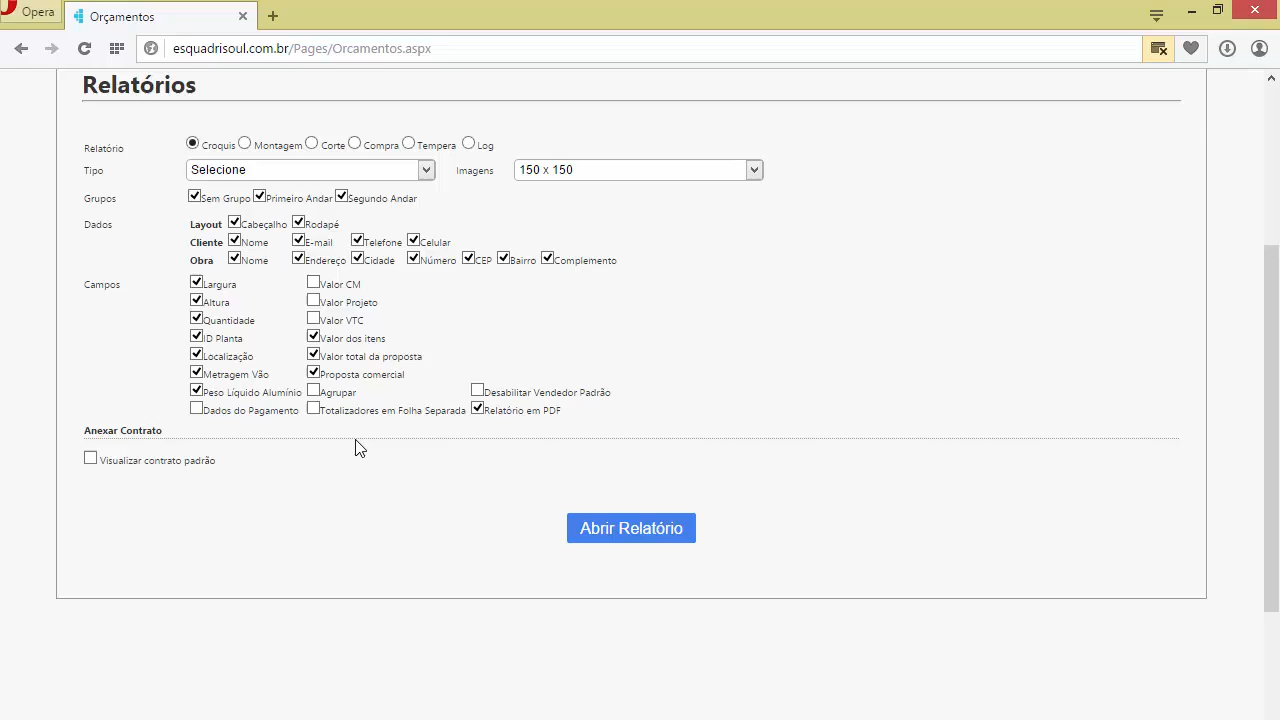 Opera
Orçamentos
esquadrisoul.com.br/Pages/Orcamentos.aspx
Relatórios
Relatório Croquis Montagem Corte Compra Tempera Log
Tipo Selecione Imagens 150 x 150
Grupos Sem Grupo Primeiro Andar Segundo Andar
Dados Layout Cabeçalho Rodapé
Cliente Nome E-mail Telefone Celular
Obra Nome Endereço Cidade Número CEP Bairro Complemento
Campos Largura Valor CM
Altura Valor Projeto
Quantidade Valor VTC
ID Planta Valor dos itens
Localização Valor total da proposta
Metragem Vão Proposta comercial
Peso Líquido Alumínio Agrupar Desabilitar Vendedor Padrão
Dados do Pagamento Totalizadores em Folha Separada Relatório em PDF
Anexar Contrato
Visualizar contrato padrão
Abrir Relatório